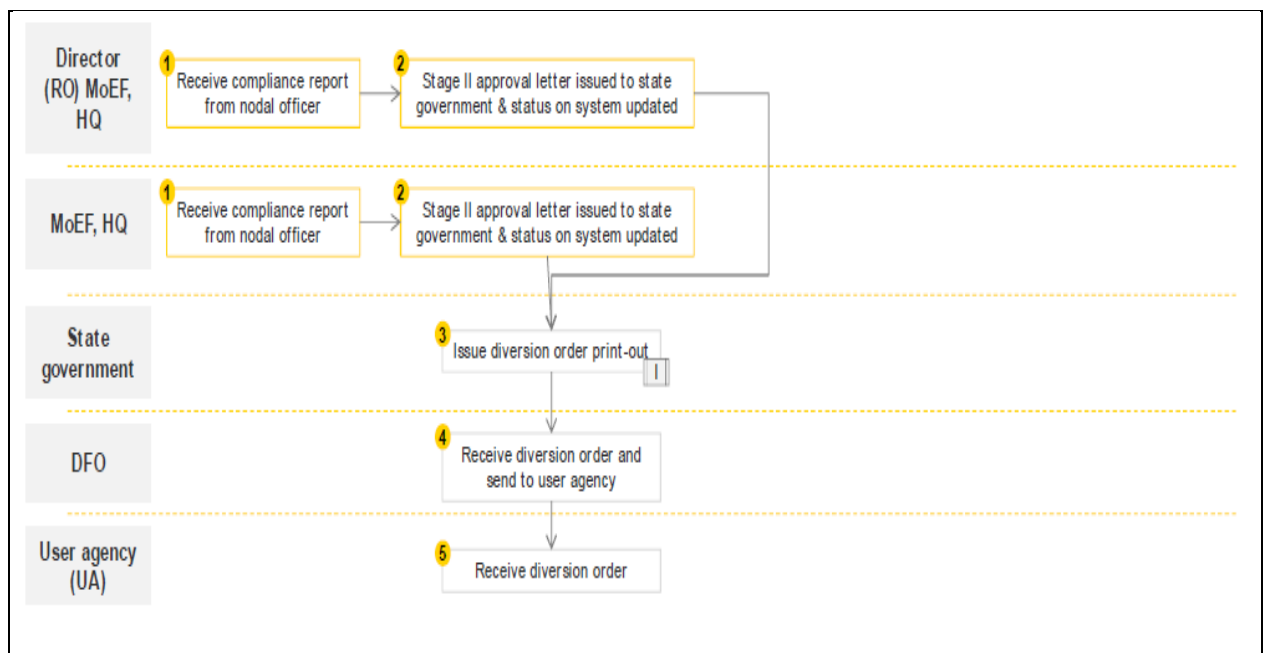 Director
(RO) MoEF,
HQ
1
Receive compliance report
from nodal officer
2
Stage II approval letter issued to state
government & status on system updated
MoEF, HQ
1
Receive compliance report
from nodal officer
2
Stage II approval letter issued to state
government & status on system updated
State
government
3
Issue diversion order print-out
I
DFO
4
Receive diversion order and
send to user agency
User agency
(UA)
5
Receive diversion order